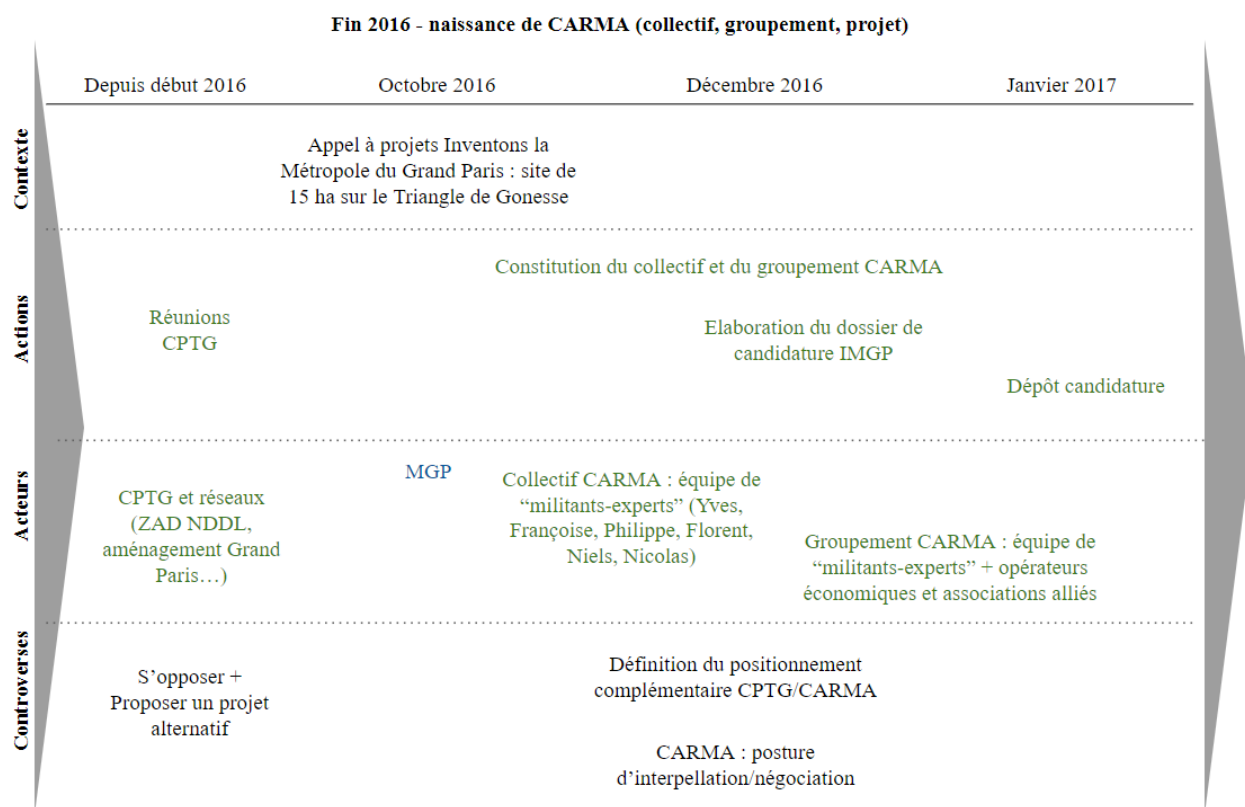 Fin 2016 - naissance de CARMA (collectif, groupement, projet)
Depuis début 2016
Octobre 2016
Décembre 2016
Janvier 2017
Contexte
Appel à projets Inventons la
Métropole du Grand Paris : site de
15 ha sur le Triangle de Gonesse
Actions
Constitution du collectif et du groupement CARMA
Réunions
CPTG
Elaboration du dossier de
candidature IMGP
Dépôt candidature
Acteurs
CPTG et réseaux
(ZAD NDDL,
aménagement Grand
Paris…)
MGP
Collectif CARMA : équipe de
“militants-experts” (Yves,
Françoise, Philippe, Florent,
Niels, Nicolas)
Groupement CARMA : équipe de
“militants-experts” + opérateurs
économiques et associations alliés
Controverses
S’opposer +
Proposer un projet
alternatif
Définition du positionnement
complémentaire CPTG/CARMA
CARMA : posture
d’interpellation/négociation